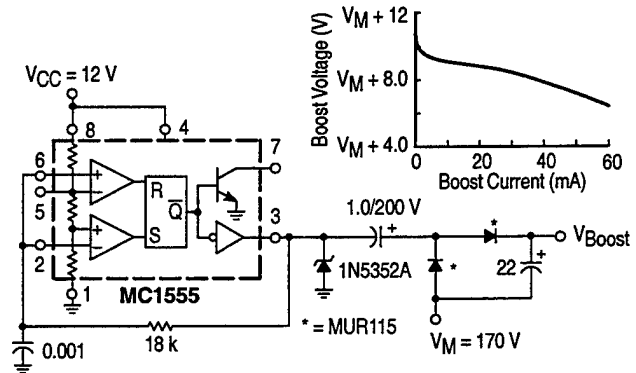 V_CC = 12 V
8
4
6
5
2
7
3
1
R
Q̅
S
MC1555
0.001
18 k
1N5352A
1.0/200 V
+
*
*
22
+
V_Boost
V_M = 170 V
* = MUR115
+
−
+
−
Boost Voltage (V)
V_M + 12
V_M + 8.0
V_M + 4.0
0
20
40
60
Boost Current (mA)